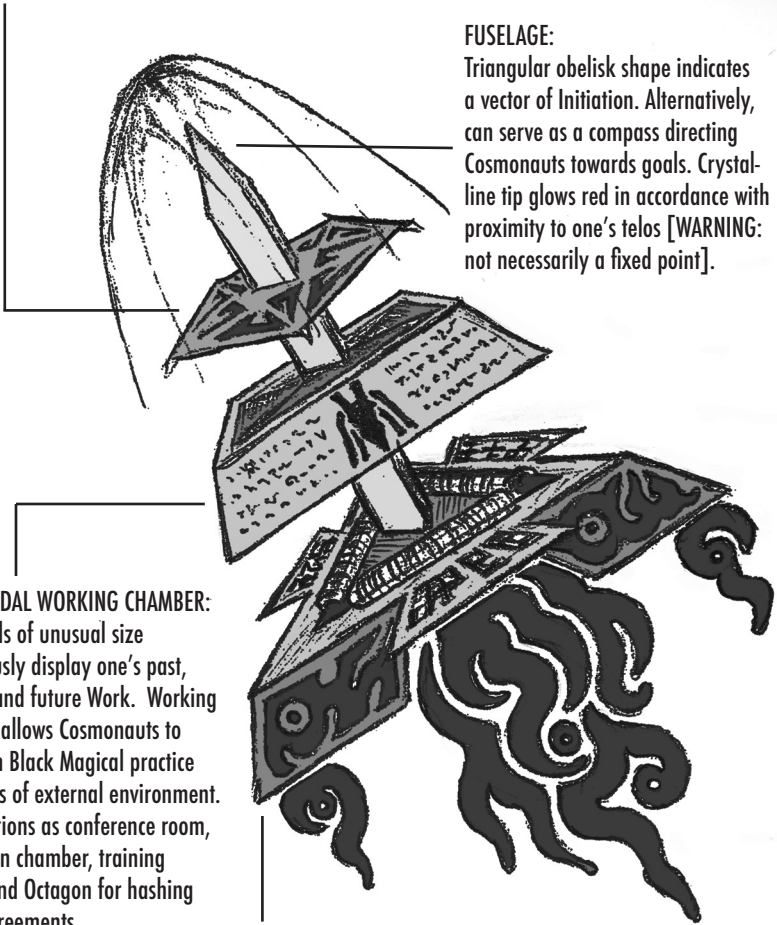 FUSELAGE:
Triangular obelisk shape indicates
a vector of Initiation. Alternatively,
can serve as a compass directing
Cosmonauts towards goals. Crystal-
line tip glows red in accordance with
proximity to one's telos [WARNING:
not necessarily a fixed point].
DAL WORKING CHAMBER:
ls of unusual size
usly display one's past,
and future Work. Working
allows Cosmonauts to
n Black Magical practice
s of external environment.
tions as conference room,
n chamber, training
nd Octagon for hashing
reements.